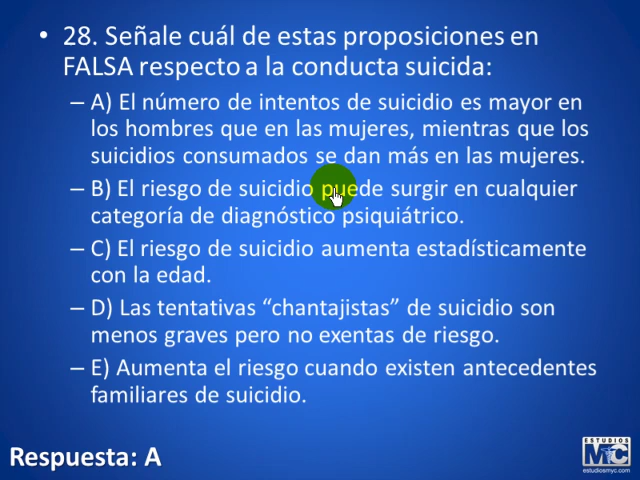 • 28. Señale cuál de estas proposiciones en
FALSA respecto a la conducta suicida:
– A) El número de intentos de suicidio es mayor en
los hombres que en las mujeres, mientras que los
suicidios consumados se dan más en las mujeres.
– B) El riesgo de suicidio puede surgir en cualquier
categoría de diagnóstico psiquiátrico.
– C) El riesgo de suicidio aumenta estadísticamente
con la edad.
– D) Las tentativas “chantajistas” de suicidio son
menos graves pero no exentas de riesgo.
– E) Aumenta el riesgo cuando existen antecedentes
familiares de suicidio.
Respuesta: A
ESTUDIOS
MYC
estudiosmyc.com